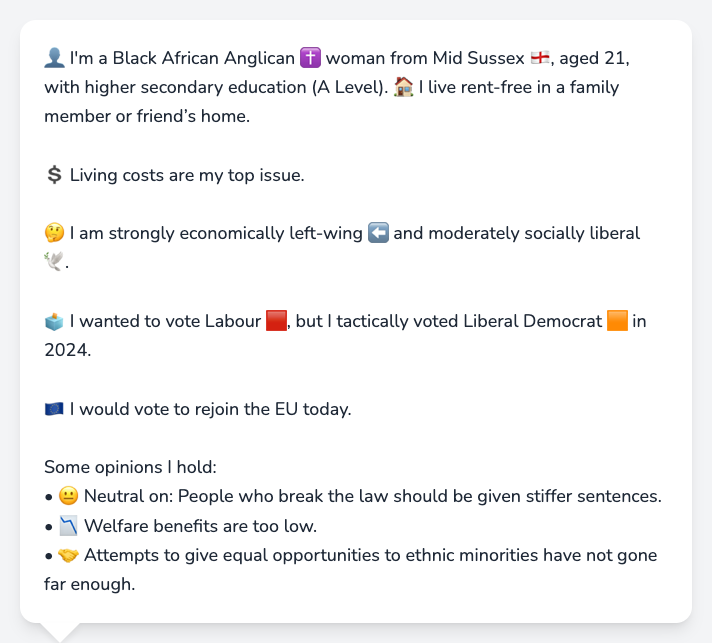 👤 I'm a Black African Anglican ✝️ woman from Mid Sussex 🏴󠁧󠁢󠁥󠁮󠁧󠁿, aged 21,
with higher secondary education (A Level). 🏠 I live rent-free in a family
member or friend’s home.
💲 Living costs are my top issue.
🤔 I am strongly economically left-wing ⬅️ and moderately socially liberal
🕊️.
🗳️ I wanted to vote Labour 🟥, but I tactically voted Liberal Democrat 🟧 in
2024.
🇪🇺 I would vote to rejoin the EU today.
Some opinions I hold:
• 😐 Neutral on: People who break the law should be given stiffer sentences.
• 📉 Welfare benefits are too low.
• 🤝 Attempts to give equal opportunities to ethnic minorities have not gone
far enough.